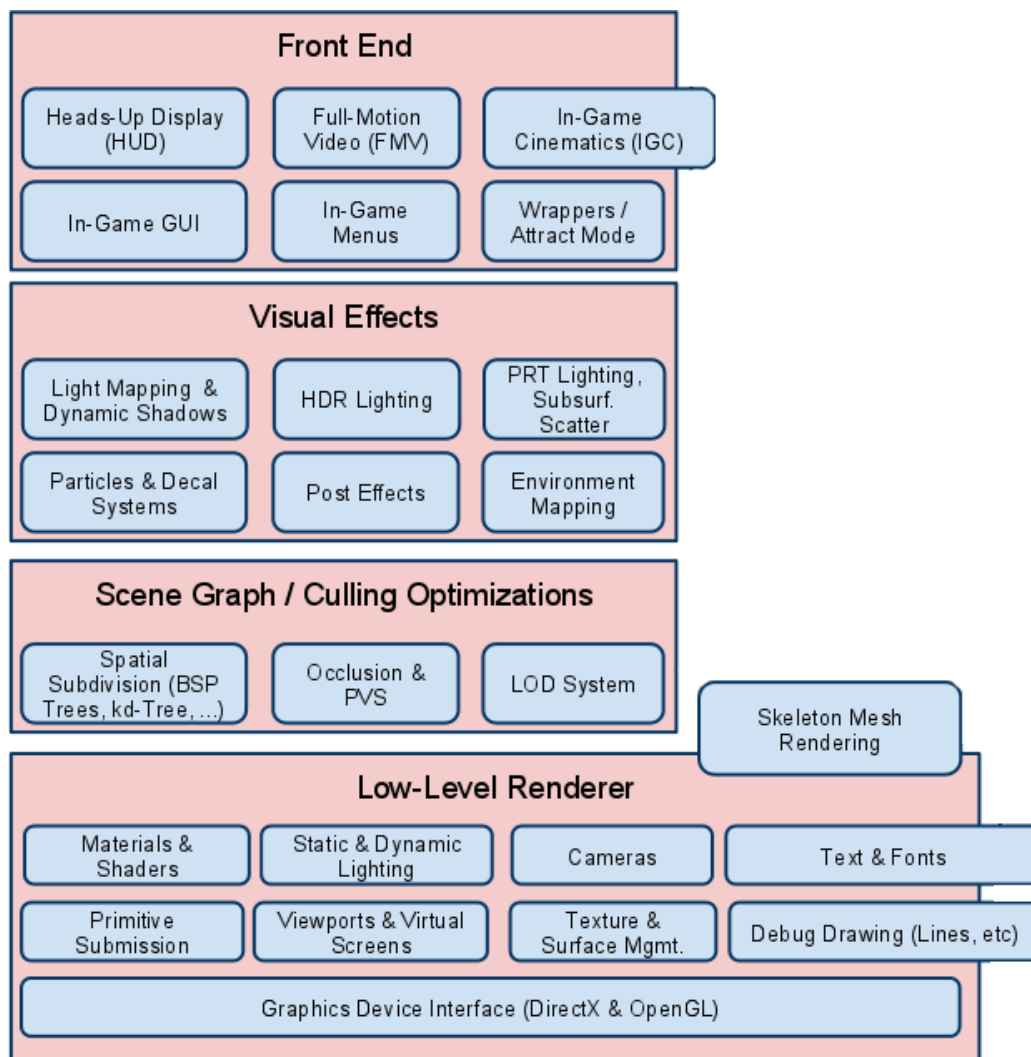 Front End
Heads-Up Display
(HUD)
Full-Motion
Video (FMV)
In-Game
Cinematics (IGC)
In-Game GUI
In-Game
Menus
Wrappers /
Attract Mode
Visual Effects
Light Mapping &
Dynamic Shadows
HDR Lighting
PRT Lighting,
Subsurf.
Scatter
Particles & Decal
Systems
Post Effects
Environment
Mapping
Scene Graph / Culling Optimizations
Spatial
Subdivision (BSP
Trees, kd-Tree, ...)
Occlusion &
PVS
LOD System
Skeleton Mesh
Rendering
Low-Level Renderer
Materials &
Shaders
Static & Dynamic
Lighting
Cameras
Text & Fonts
Primitive
Submission
Viewports & Virtual
Screens
Texture &
Surface Mgmt.
Debug Drawing (Lines, etc)
Graphics Device Interface (DirectX & OpenGL)